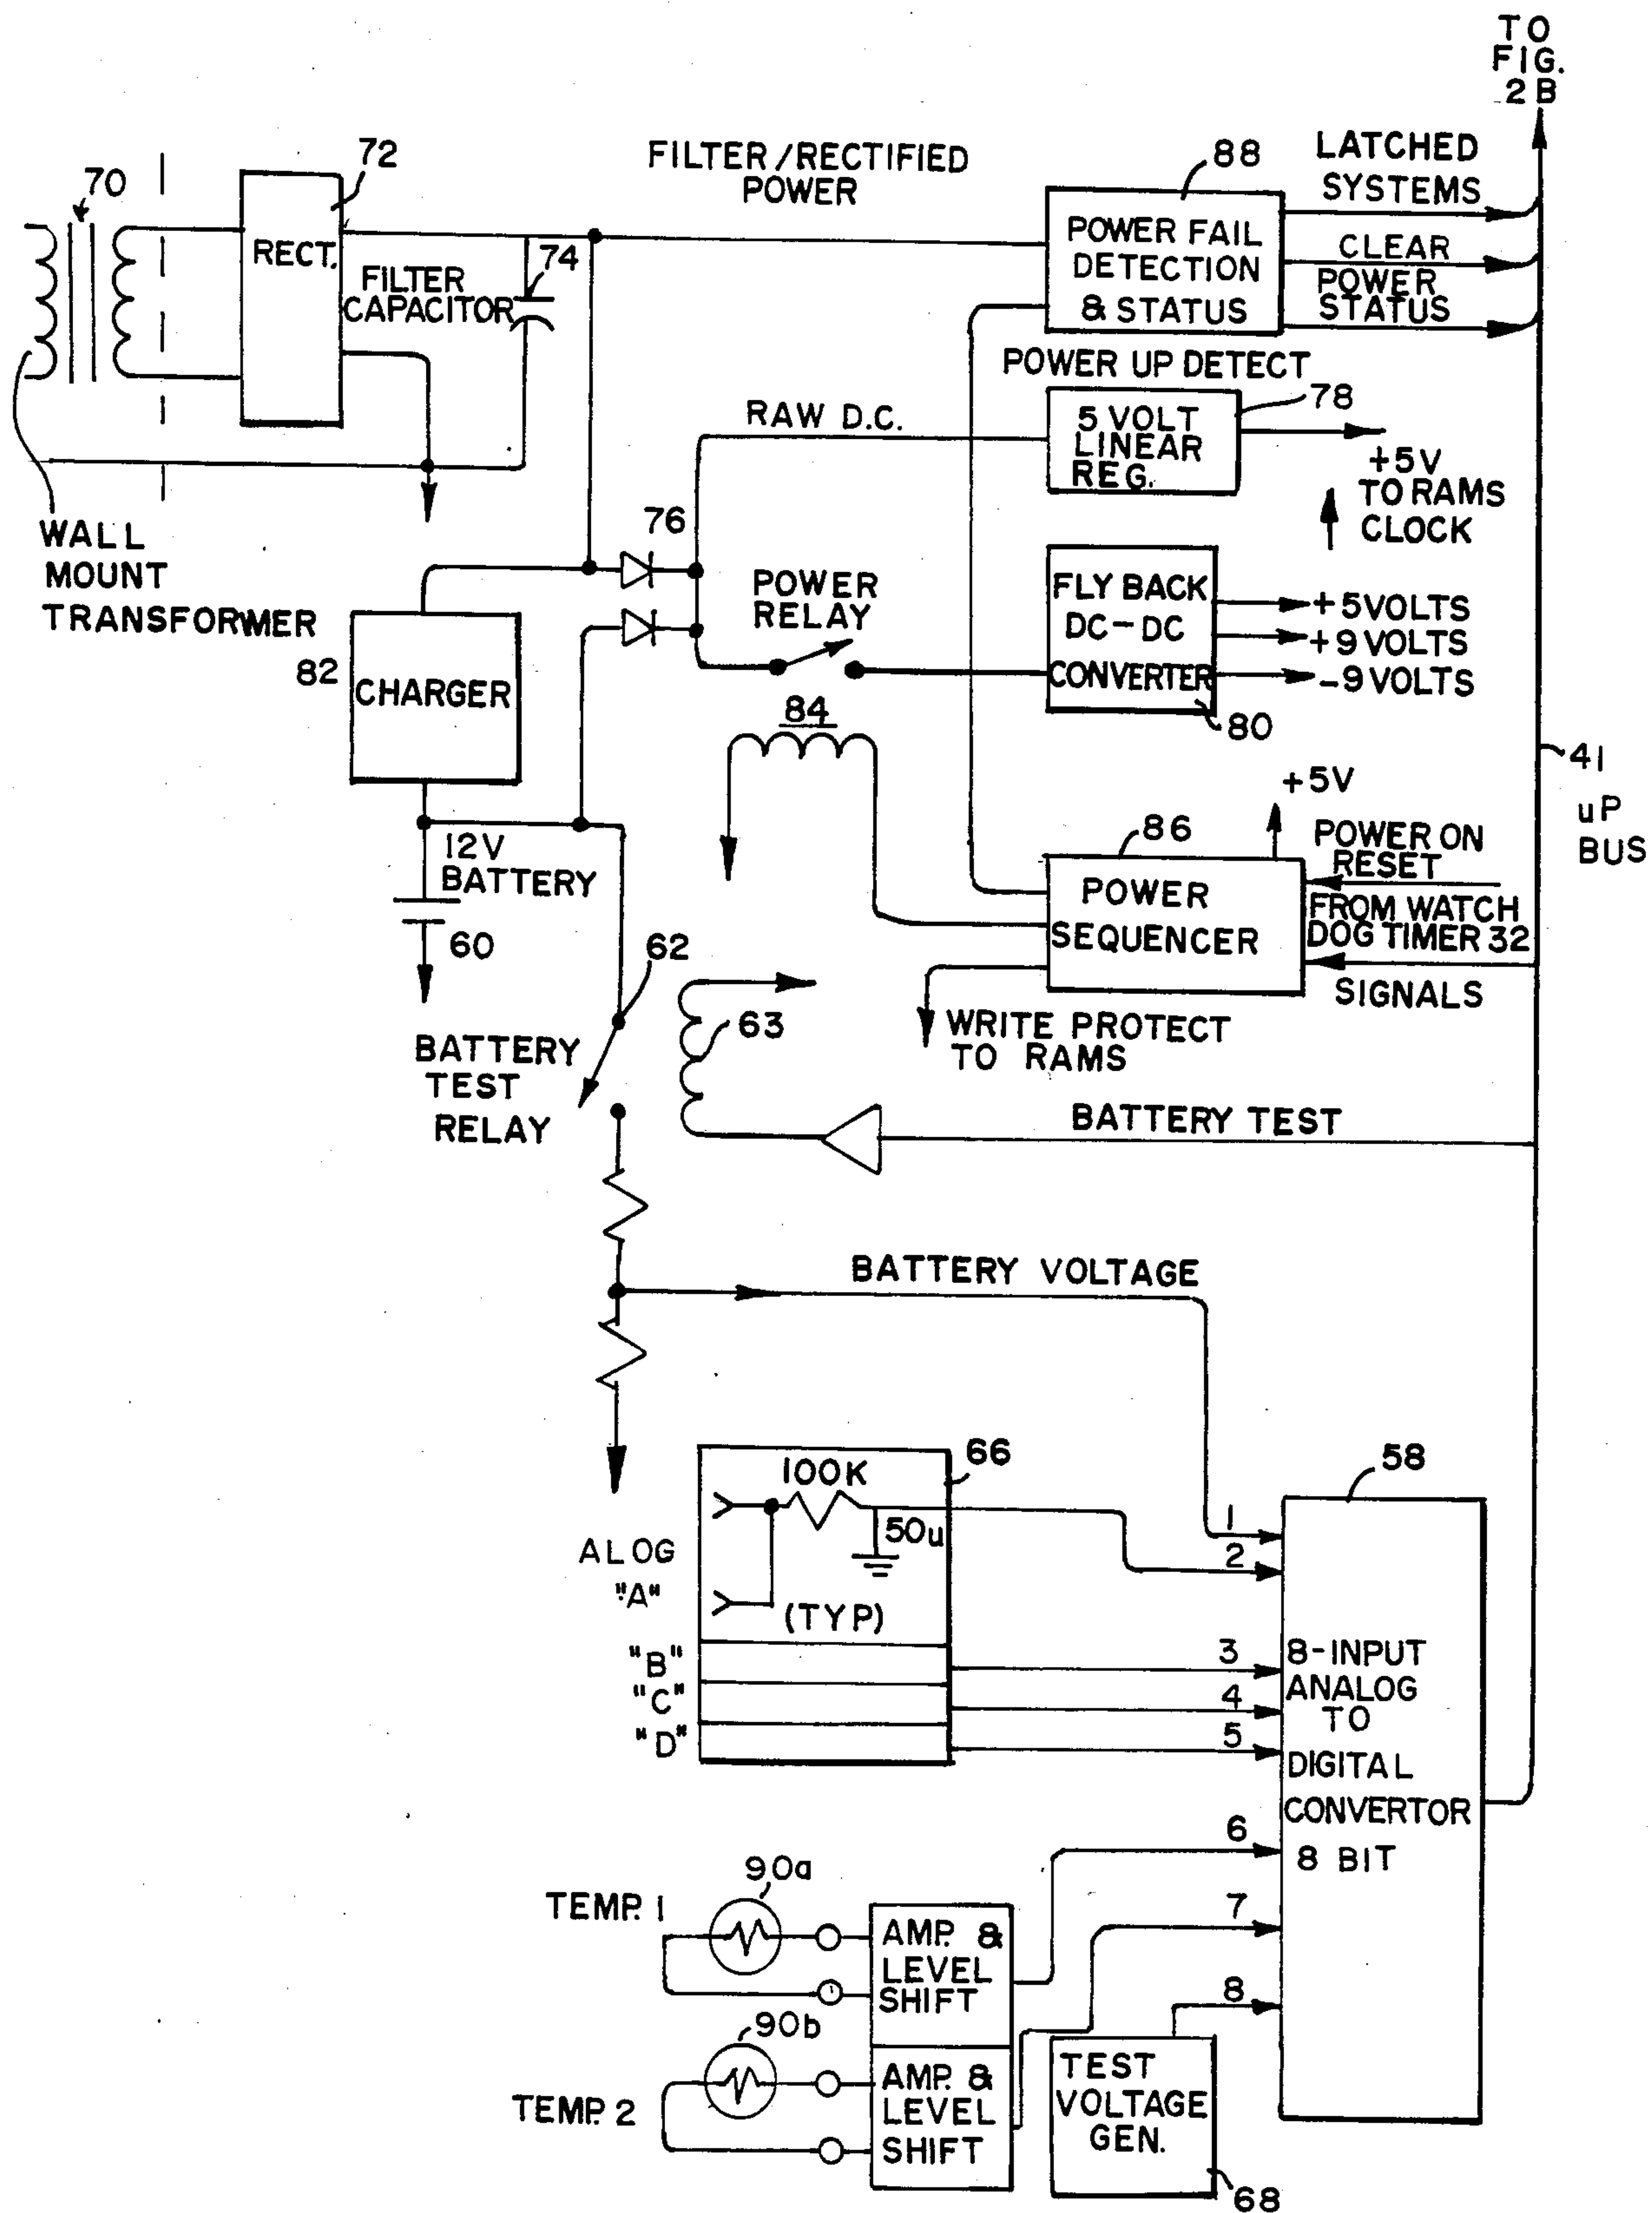 TO
FIG.
2B
70
72
RECT.
FILTER
CAPACITOR
74
FILTER/RECTIFIED
POWER
88
POWER FAIL
DETECTION
& STATUS
LATCHED
SYSTEMS
CLEAR
POWER
STATUS
POWER UP DETECT
RAW D.C.
5 VOLT
LINEAR
REG.
78
+5V
TO RAMS
CLOCK
WALL
MOUNT
TRANSFORMER
76
POWER
RELAY
FLY BACK
DC-DC
CONVERTER
80
+5VOLTS
+9VOLTS
-9VOLTS
82
CHARGER
84
41
uP
BUS
+5V
86
POWER
SEQUENCER
POWER ON
RESET
FROM WATCH
DOG TIMER 32
SIGNALS
12V
BATTERY
60
62
63
WRITE PROTECT
TO RAMS
BATTERY
TEST
RELAY
BATTERY TEST
BATTERY VOLTAGE
66
100K
50u
(TYP)
ALOG
"A"
"B"
"C"
"D"
58
1
2
3
4
5
6
7
8
8-INPUT
ANALOG
TO
DIGITAL
CONVERTOR
8 BIT
90a
TEMP. 1
AMP. &
LEVEL
SHIFT
90b
TEMP. 2
AMP. &
LEVEL
SHIFT
TEST
VOLTAGE
GEN.
68